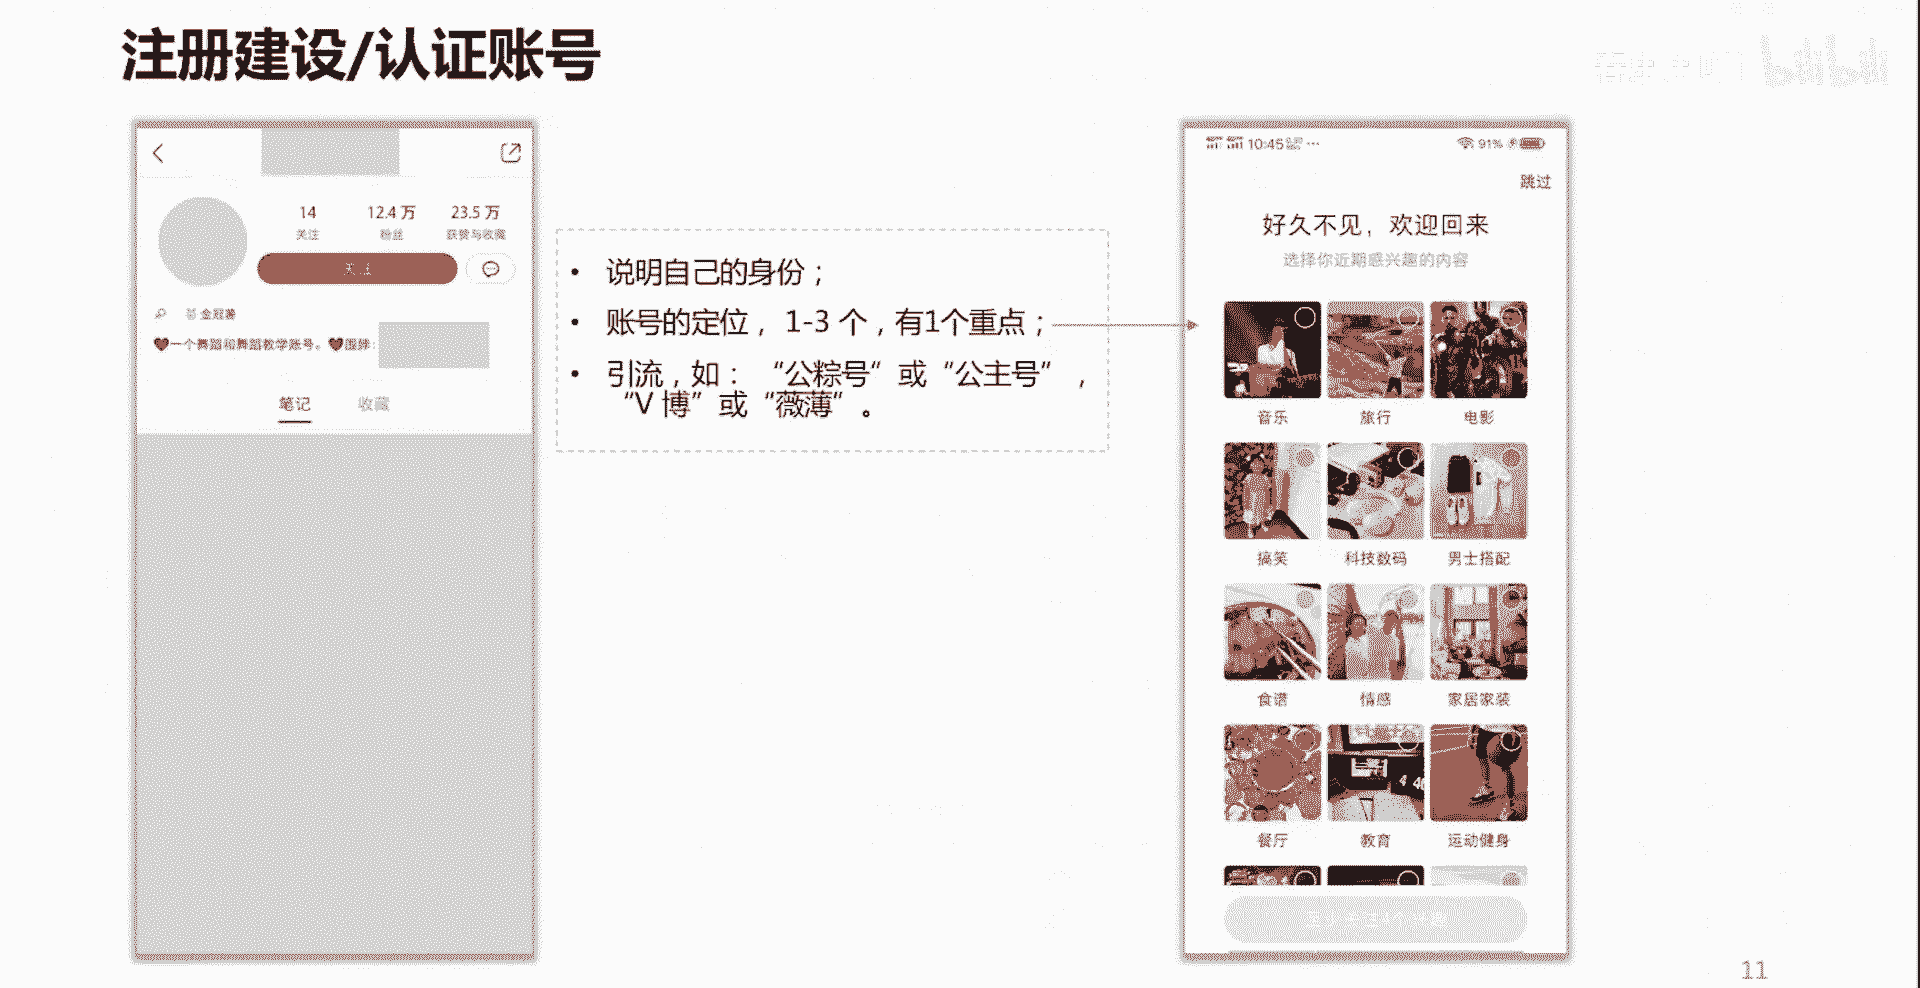 注册建设/认证账号
bilibili
14
12.4 万
23.5 万
关注
粉丝
获赞与收藏
关注
金冠薯
一个舞蹈和舞蹈教学账号。围脖:
笔记
收藏
• 说明自己的身份；
• 账号的定位，1-3 个，有1个重点；
• 引流，如：“公粽号”或“公主号”，
“V 博”或“薇薄”。
10:45
91%
跳过
好久不见，欢迎回来
选择你近期感兴趣的内容
音乐
旅行
电影
搞笑
科技数码
男士搭配
食谱
情感
家居家装
餐厅
教育
运动健身
11